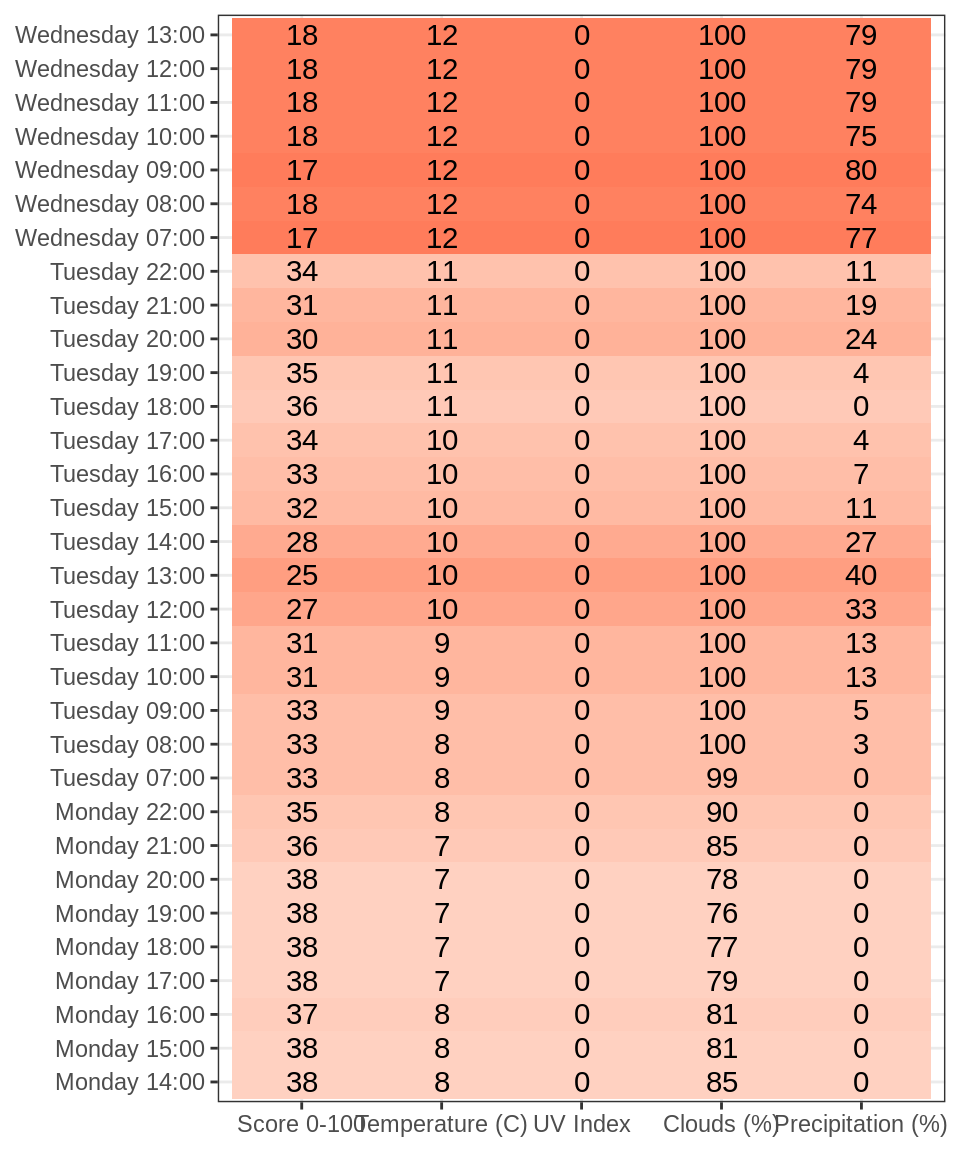 Wednesday 13:00 18 12 0 100 79
Wednesday 12:00 18 12 0 100 79
Wednesday 11:00 18 12 0 100 79
Wednesday 10:00 18 12 0 100 75
Wednesday 09:00 17 12 0 100 80
Wednesday 08:00 18 12 0 100 74
Wednesday 07:00 17 12 0 100 77
Tuesday 22:00 34 11 0 100 11
Tuesday 21:00 31 11 0 100 19
Tuesday 20:00 30 11 0 100 24
Tuesday 19:00 35 11 0 100 4
Tuesday 18:00 36 11 0 100 0
Tuesday 17:00 34 10 0 100 4
Tuesday 16:00 33 10 0 100 7
Tuesday 15:00 32 10 0 100 11
Tuesday 14:00 28 10 0 100 27
Tuesday 13:00 25 10 0 100 40
Tuesday 12:00 27 10 0 100 33
Tuesday 11:00 31 9 0 100 13
Tuesday 10:00 31 9 0 100 13
Tuesday 09:00 33 9 0 100 5
Tuesday 08:00 33 8 0 100 3
Tuesday 07:00 33 8 0 99 0
Monday 22:00 35 8 0 90 0
Monday 21:00 36 7 0 85 0
Monday 20:00 38 7 0 78 0
Monday 19:00 38 7 0 76 0
Monday 18:00 38 7 0 77 0
Monday 17:00 38 7 0 79 0
Monday 16:00 37 8 0 81 0
Monday 15:00 38 8 0 81 0
Monday 14:00 38 8 0 85 0
Score 0-100 Temperature (C) UV Index Clouds (%) Precipitation (%)